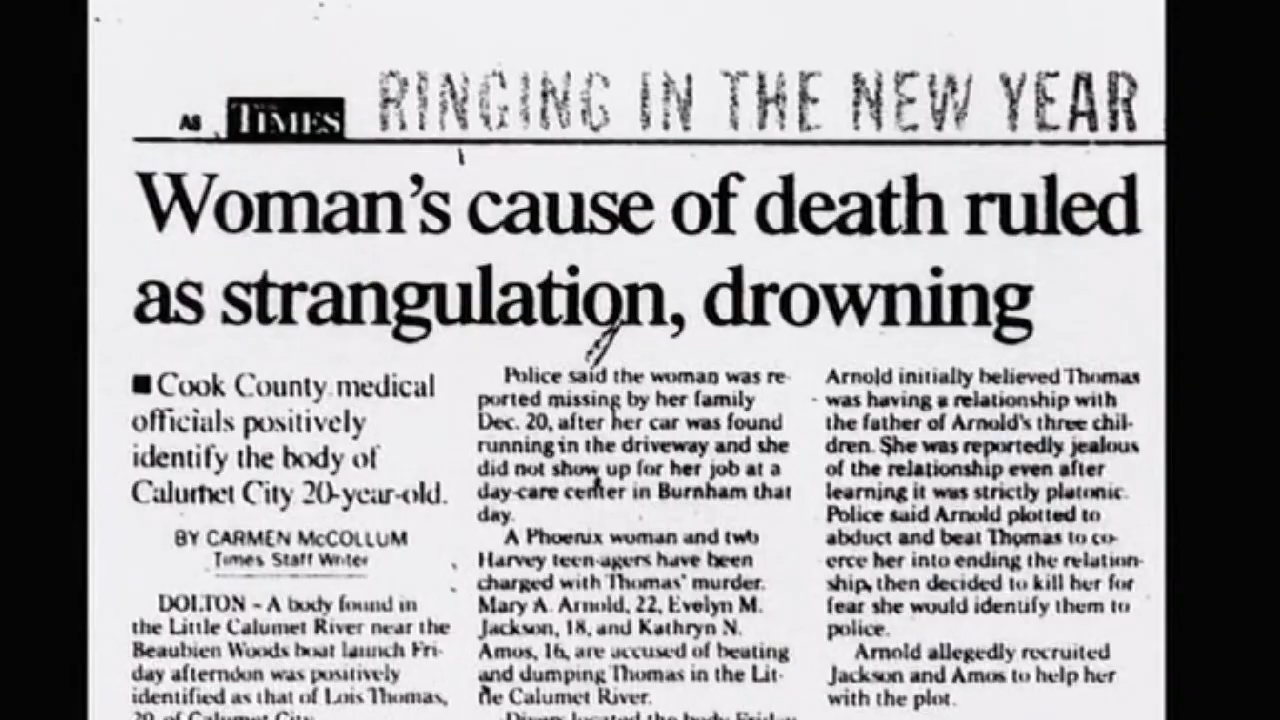 AS TIMES RINGING IN THE NEW YEAR
Woman's cause of death ruled
as strangulation, drowning
■ Cook County medical
officials positively
identify the body of
Calumet City 20-year-old.
BY CARMEN McCOLLUM
Times Staff Writer
DOLTON - A body found in
the Little Calumet River near the
Beaubien Woods boat launch Fri-
day afternoon was positively
identified as that of Lois Thomas,
20, of Calumet City.
Police said the woman was re-
ported missing by her family
Dec. 20, after her car was found
running in the driveway and she
did not show up for her job at a
day-care center in Burnham that
day.
A Phoenix woman and two
Harvey teen-agers have been
charged with Thomas' murder.
Mary A. Arnold, 22, Evelyn M.
Jackson, 18, and Kathryn N.
Amos, 16, are accused of beating
and dumping Thomas in the Lit-
tle Calumet River.
Divers located the body Friday
Arnold initially believed Thomas
was having a relationship with
the father of Arnold's three chil-
dren. She was reportedly jealous
of the relationship even after
learning it was strictly platonic.
Police said Arnold plotted to
abduct and beat Thomas to co-
erce her into ending the relation-
ship, then decided to kill her for
fear she would identify them to
police.
Arnold allegedly recruited
Jackson and Amos to help her
with the plot.